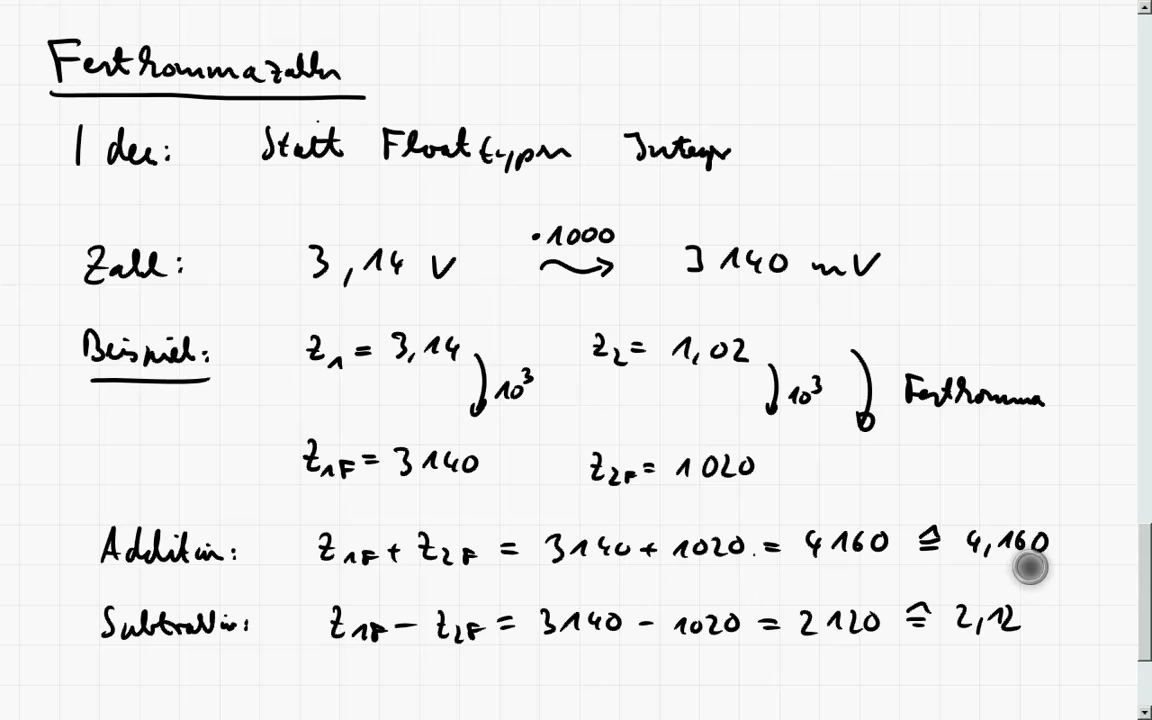 Festkommazahlen
Idee: Statt Floattypen Integer
Zahl: 3,14 V ·1000 ⇝ 3140 mV
Beispiel: z₁ = 3,14 z₂ = 1,02
10³ 10³ Festkomma
z₁F = 3140 z₂F = 1020
Addition: z₁F + z₂F = 3140 + 1020 = 4160 ≙ 4,160
Subtraktion: z₁F − z₂F = 3140 − 1020 = 2120 ≙ 2,12